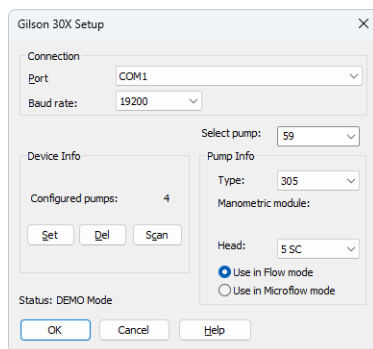 Gilson 30X Setup
Connection
Port COM1
Baud rate: 19200
Select pump: 59
Device Info
Configured pumps: 4
Set Del Scan
Pump Info
Type: 305
Manometric module:
Head: 5 SC
Use in Flow mode
Use in Microflow mode
Status: DEMO Mode
OK Cancel Help